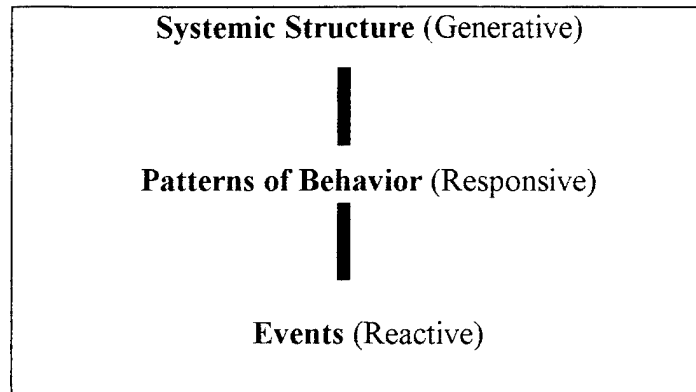 Systemic Structure (Generative)
Patterns of Behavior (Responsive)
Events (Reactive)